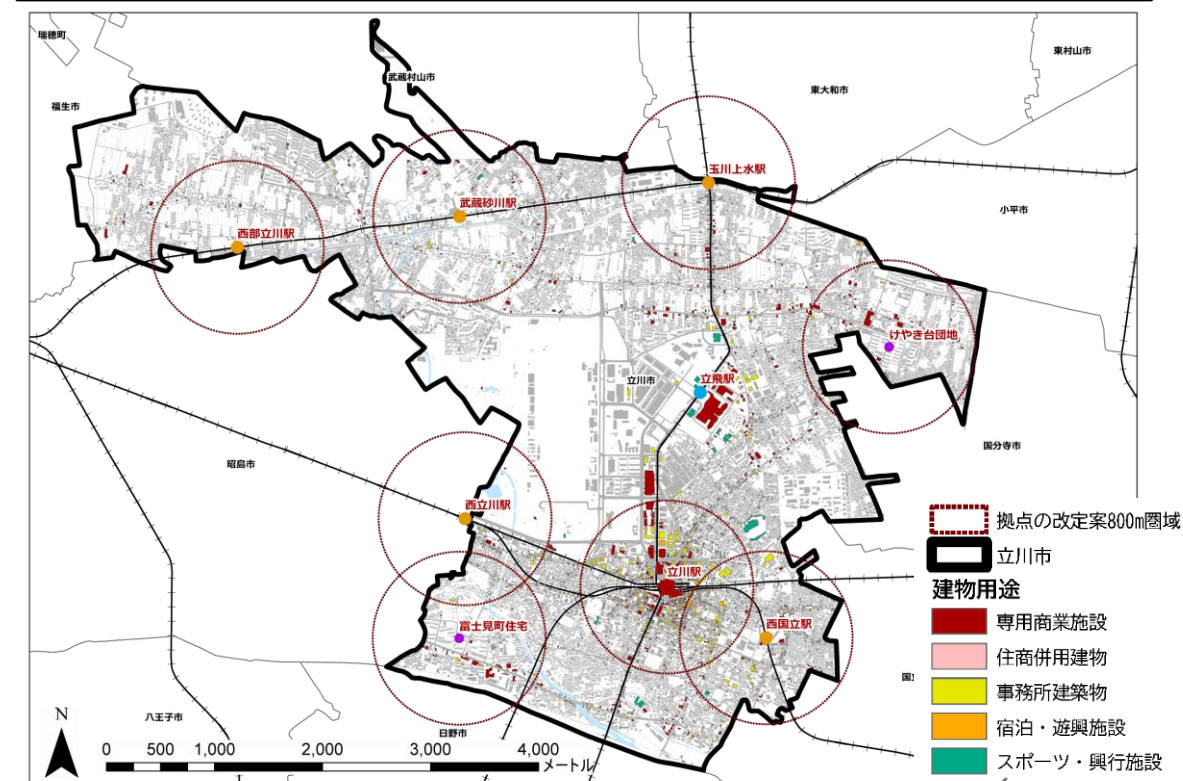 瑞穂町
東村山市
武蔵村山市
東大和市
福生市
玉川上水駅
武蔵砂川駅
小平市
西部立川駅
けやき台団地
立川市
立飛駅
国分寺市
昭島市
西立川駅
拠点の改定案800m圏域
立川市
立川駅
建物用途
専用商業施設
富士見町住宅
西国立駅
住商併用建物
国立
事務所建築物
N
八王子市
宿泊・遊興施設
日野市
0 500 1,000 2,000 3,000 4,000
メートル
スポーツ・興行施設